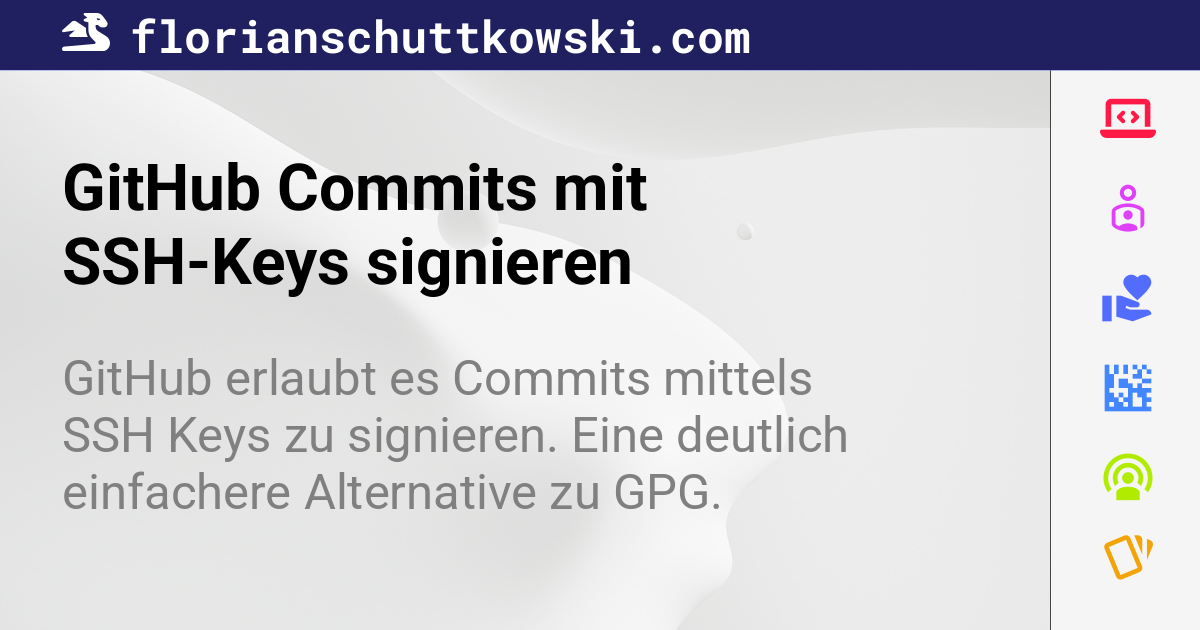 florianschuttkowski.com
GitHub Commits mit
SSH-Keys signieren
GitHub erlaubt es Commits mittels
SSH Keys zu signieren. Eine deutlich
einfachere Alternative zu GPG.